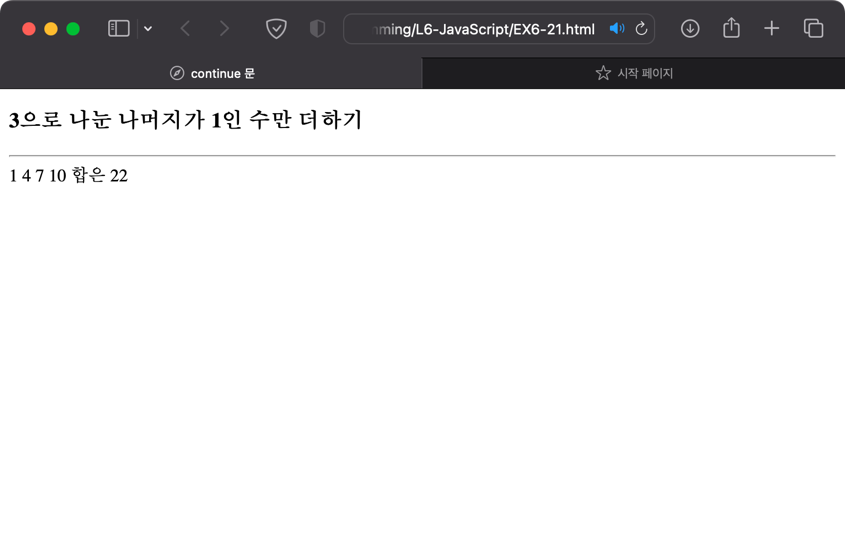 ming/L6-JavaScript/EX6-21.html
continue 문
시작 페이지
3으로 나눈 나머지가 1인 수만 더하기
1 4 7 10 합은 22